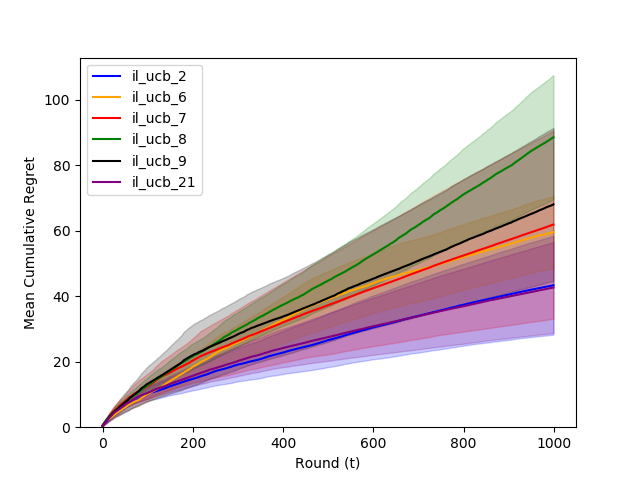 il_ucb_2
il_ucb_6
il_ucb_7
il_ucb_8
il_ucb_9
il_ucb_21
Mean Cumulative Regret
100
80
60
40
20
0
0 200 400 600 800 1000
Round (t)